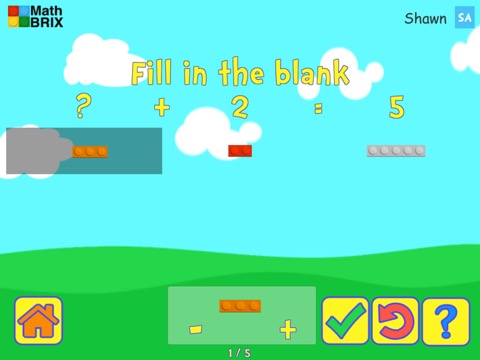 Math
BRIX
Shawn SA
Fill in the blank
? + 2 = 5
- + ?
1 / 5